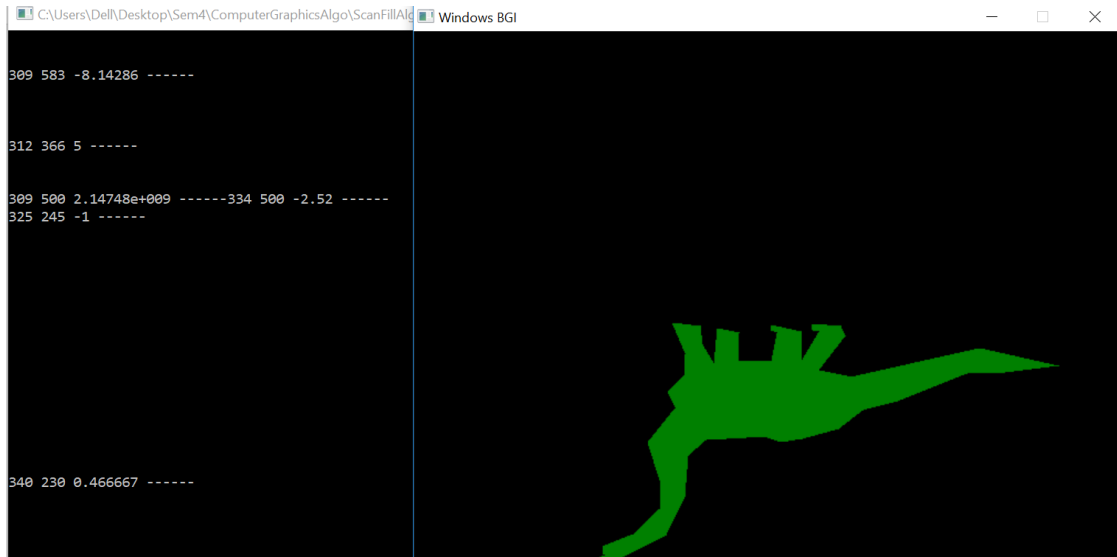 C:\Users\Dell\Desktop\Sem4\ComputerGraphicsAlgo\ScanFillAlg
Windows BGI
309 583 -8.14286 ------
312 366 5 ------
309 500 2.14748e+009 ------334 500 -2.52 ------
325 245 -1 ------
340 230 0.466667 ------